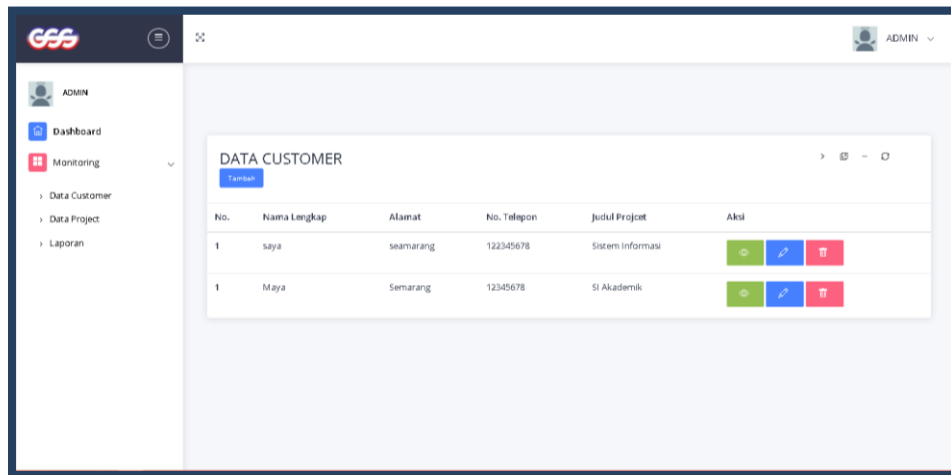 GSS
ADMIN
ADMIN
Dashboard
Monitoring
Data Customer
Data Project
Laporan
DATA CUSTOMER
Tambah
No. Nama Lengkap Alamat No. Telepon Judul Projcet Aksi
1 saya seamarang 122345678 Sistem Informasi
1 Maya Semarang 12345678 SI Akademik